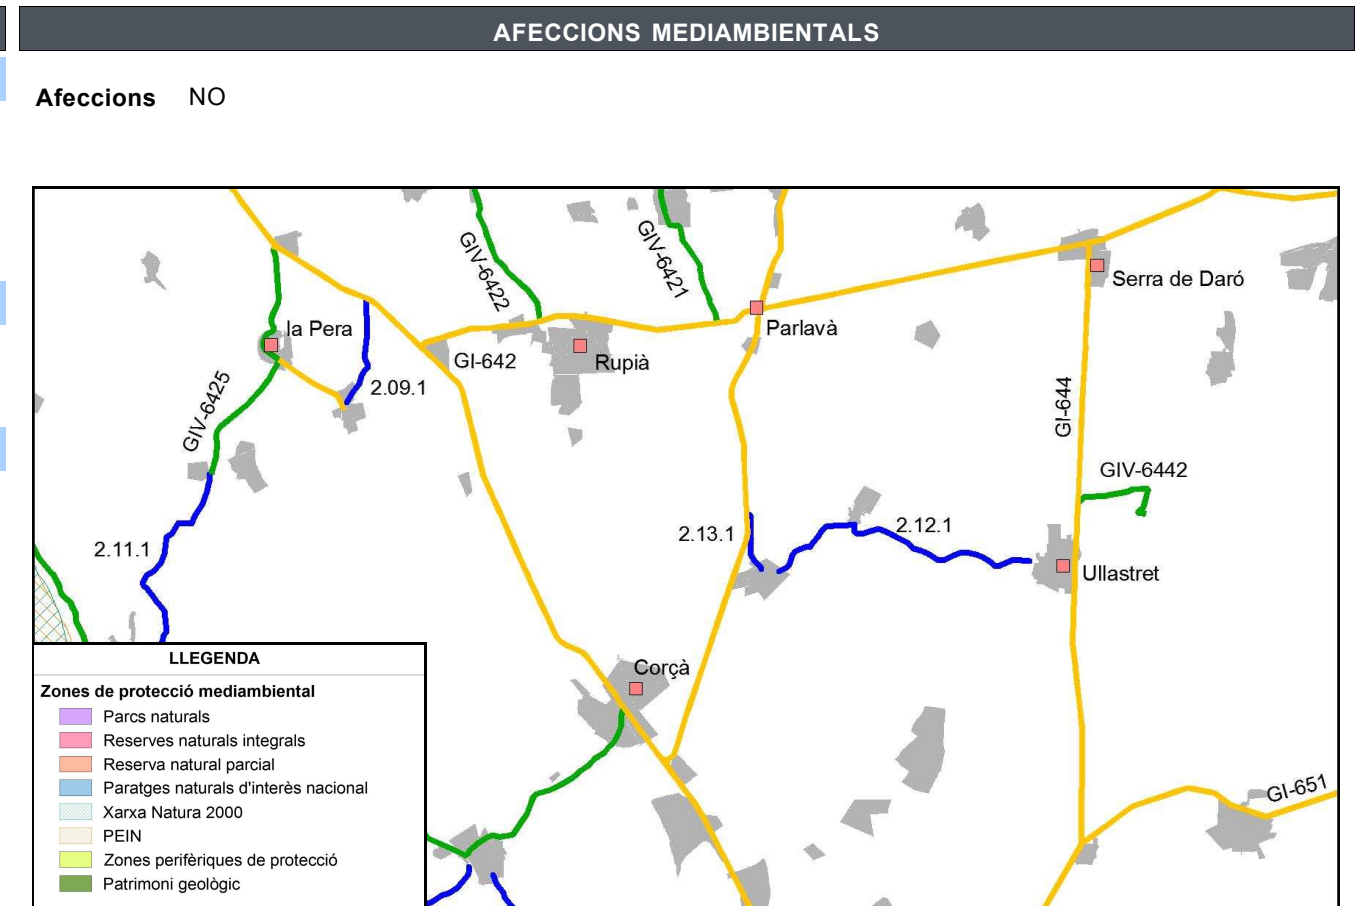 AFECCIONS MEDIAMBIENTALS
Afeccions NO
GIV-6422
GIV-6421
Serra de Daró
la Pera
Parlavà
GI-642
Rupià
2.09.1
GIV-6425
GI-644
GIV-6442
2.11.1
2.13.1
2.12.1
Ullastret
Corçà
GI-651
LLEGENDA
Zones de protecció mediambiental
Parcs naturals
Reserves naturals integrals
Reserva natural parcial
Paratges naturals d'interès nacional
Xarxa Natura 2000
PEIN
Zones perifèriques de protecció
Patrimoni geològic